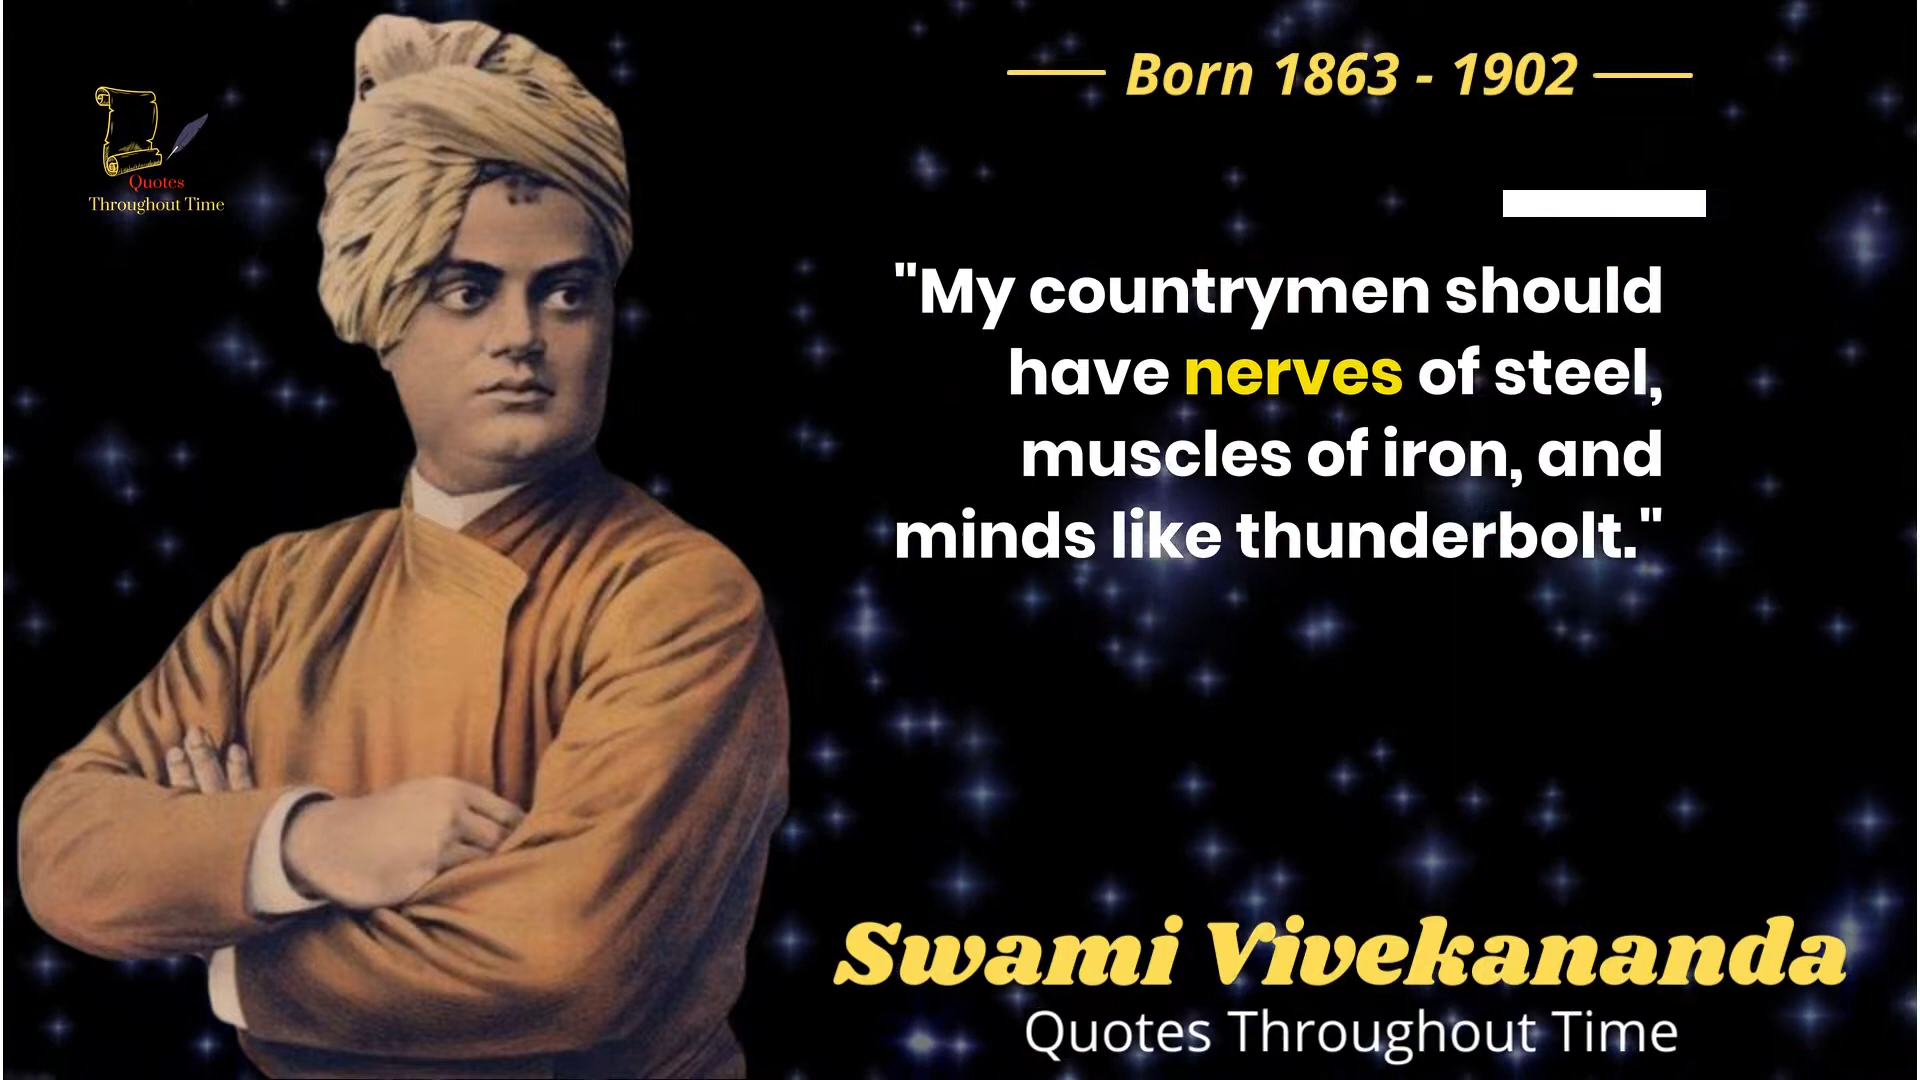 Quotes
Throughout Time
Born 1863 - 1902
"My countrymen should
have nerves of steel,
muscles of iron, and
minds like thunderbolt."
Swami Vivekananda
Quotes Throughout Time